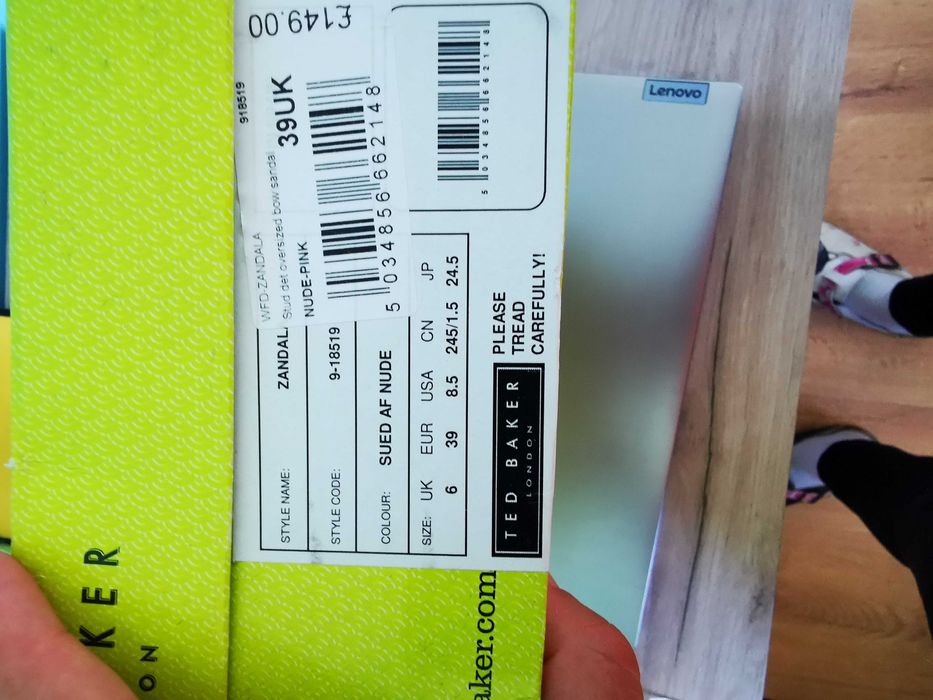 £149.00
918519
WFD-ZANDALA
Stud det oversized bow sandal
39UK
NUDE-PINK
5 034856 662148
5 034856 662148
STYLE NAME: ZANDAL
STYLE CODE: 9-18519
COLOUR: SUED AF NUDE
SIZE: UK EUR USA CN JP
6 39 8.5 245/1.5 24.5
TED BAKER
LONDON
PLEASE
TREAD
CAREFULLY!
KER
ON
aker.com
Lenovo